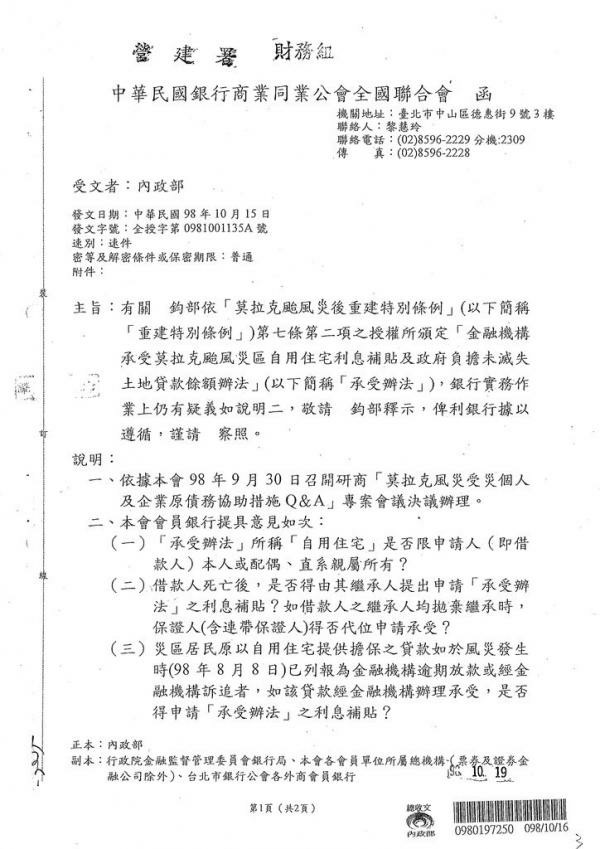 營建署 財務組
中華民國銀行商業同業公會全國聯合會 函
機關地址：臺北市中山區德惠街9號3樓
聯絡人：黎慧玲
聯絡電話：(02)8596-2229 分機:2309
傳 真：(02)8596-2228
受文者：內政部
發文日期：中華民國98年10月15日
發文字號：全授字第0981001135A號
速別：速件
密等及解密條件或保密期限：普通
附件：
主旨：有關 鈞部依「莫拉克颱風災後重建特別條例」(以下簡稱
「重建特別條例」)第七條第二項之授權所頒定「金融機構
承受莫拉克颱風災區自用住宅利息補貼及政府負擔未滅失
土地貸款餘額辦法」(以下簡稱「承受辦法」)，銀行實務作
業上仍有疑義如說明二，敬請 鈞部釋示，俾利銀行據以
遵循，謹請 察照。
說明：
一、依據本會98年9月30日召開研商「莫拉克風災受災個人
及企業原債務協助措施Q&A」專案會議決議辦理。
二、本會會員銀行提具意見如次：
(一)「承受辦法」所稱「自用住宅」是否限申請人（即借
款人）本人或配偶、直系親屬所有？
(二)借款人死亡後，是否得由其繼承人提出申請「承受辦
法」之利息補貼？如借款人之繼承人均拋棄繼承時，
保證人(含連帶保證人)得否代位申請承受？
(三)災區居民原以自用住宅提供擔保之貸款如於風災發生
時(98年8月8日)已列報為金融機構逾期放款或經金
融機構訴追者，如該貸款經金融機構辦理承受，是否
得申請「承受辦法」之利息補貼？
正本：內政部
副本：行政院金融監督管理委員會銀行局、本會各會員單位所屬總機構（票券及證券金
融公司除外）、台北市銀行公會各外商會員銀行
98. 10. 19
第1頁（共2頁）
總收文
內政部
0980197250 098/10/16
裝
訂
線